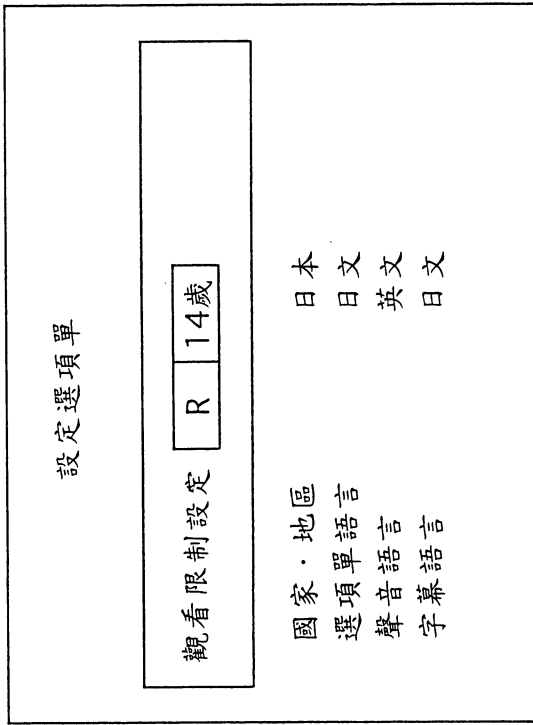 設定選項單
觀看限制設定 R 14歲
國家・地區 日本
選項單語言 日文
聲音語言 英文
字幕語言 日文